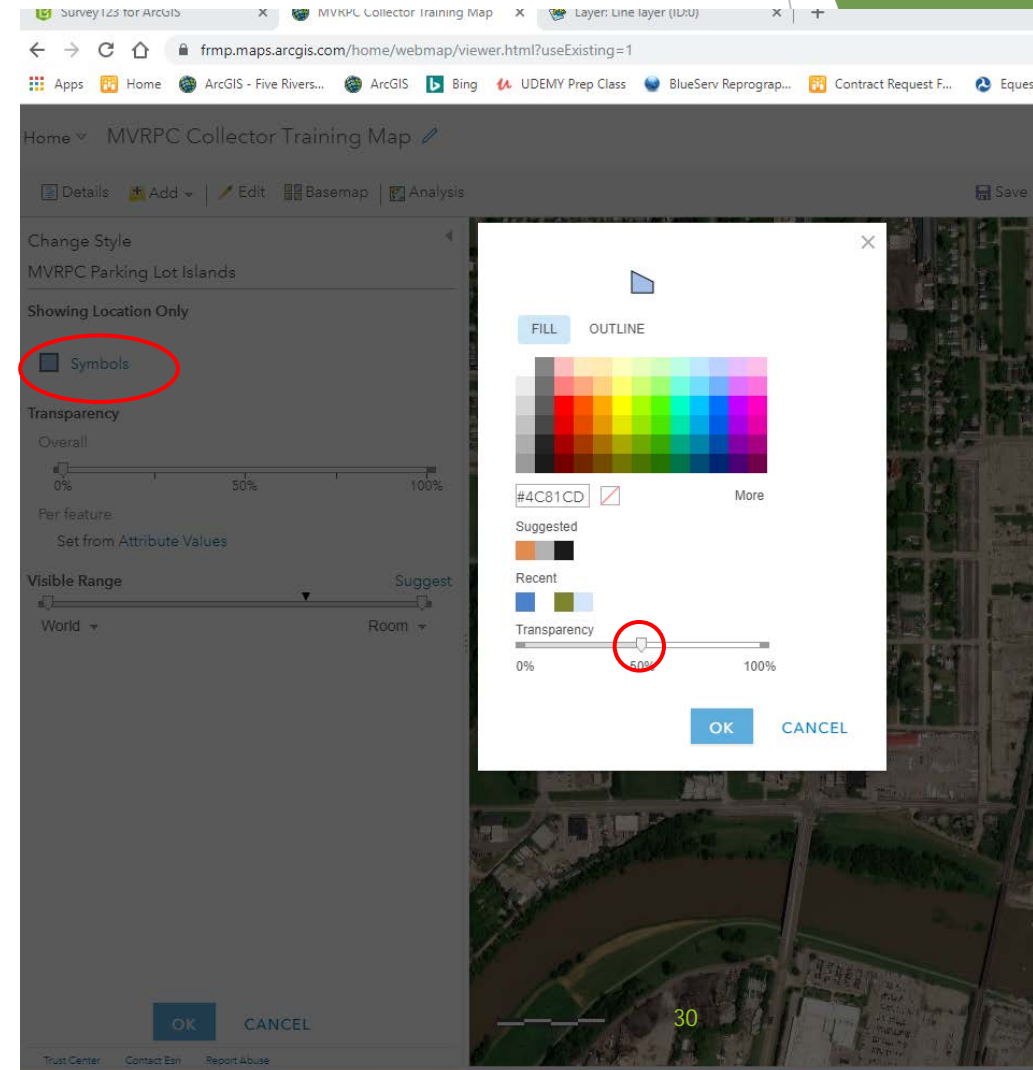 Survey123 for ArcGIS × MVRPC Collector Training Map × Layer: Line layer (ID:0) × +
frmp.maps.arcgis.com/home/webmap/viewer.html?useExisting=1
Apps Home ArcGIS - Five Rivers... ArcGIS Bing UDEMY Prep Class BlueServ Reprograp... Contract Request F... Eques
Home MVRPC Collector Training Map
Details Add Edit Basemap Analysis Save
Change Style
MVRPC Parking Lot Islands
Showing Location Only
Symbols
Transparency
Overall
0% 50% 100%
Per feature
Set from Attribute Values
Visible Range Suggest
World Room
OK CANCEL
Trust Center Contact Esri Report Abuse
FILL OUTLINE
#4C81CD More
Suggested
Recent
Transparency
0% 50% 100%
OK CANCEL
30